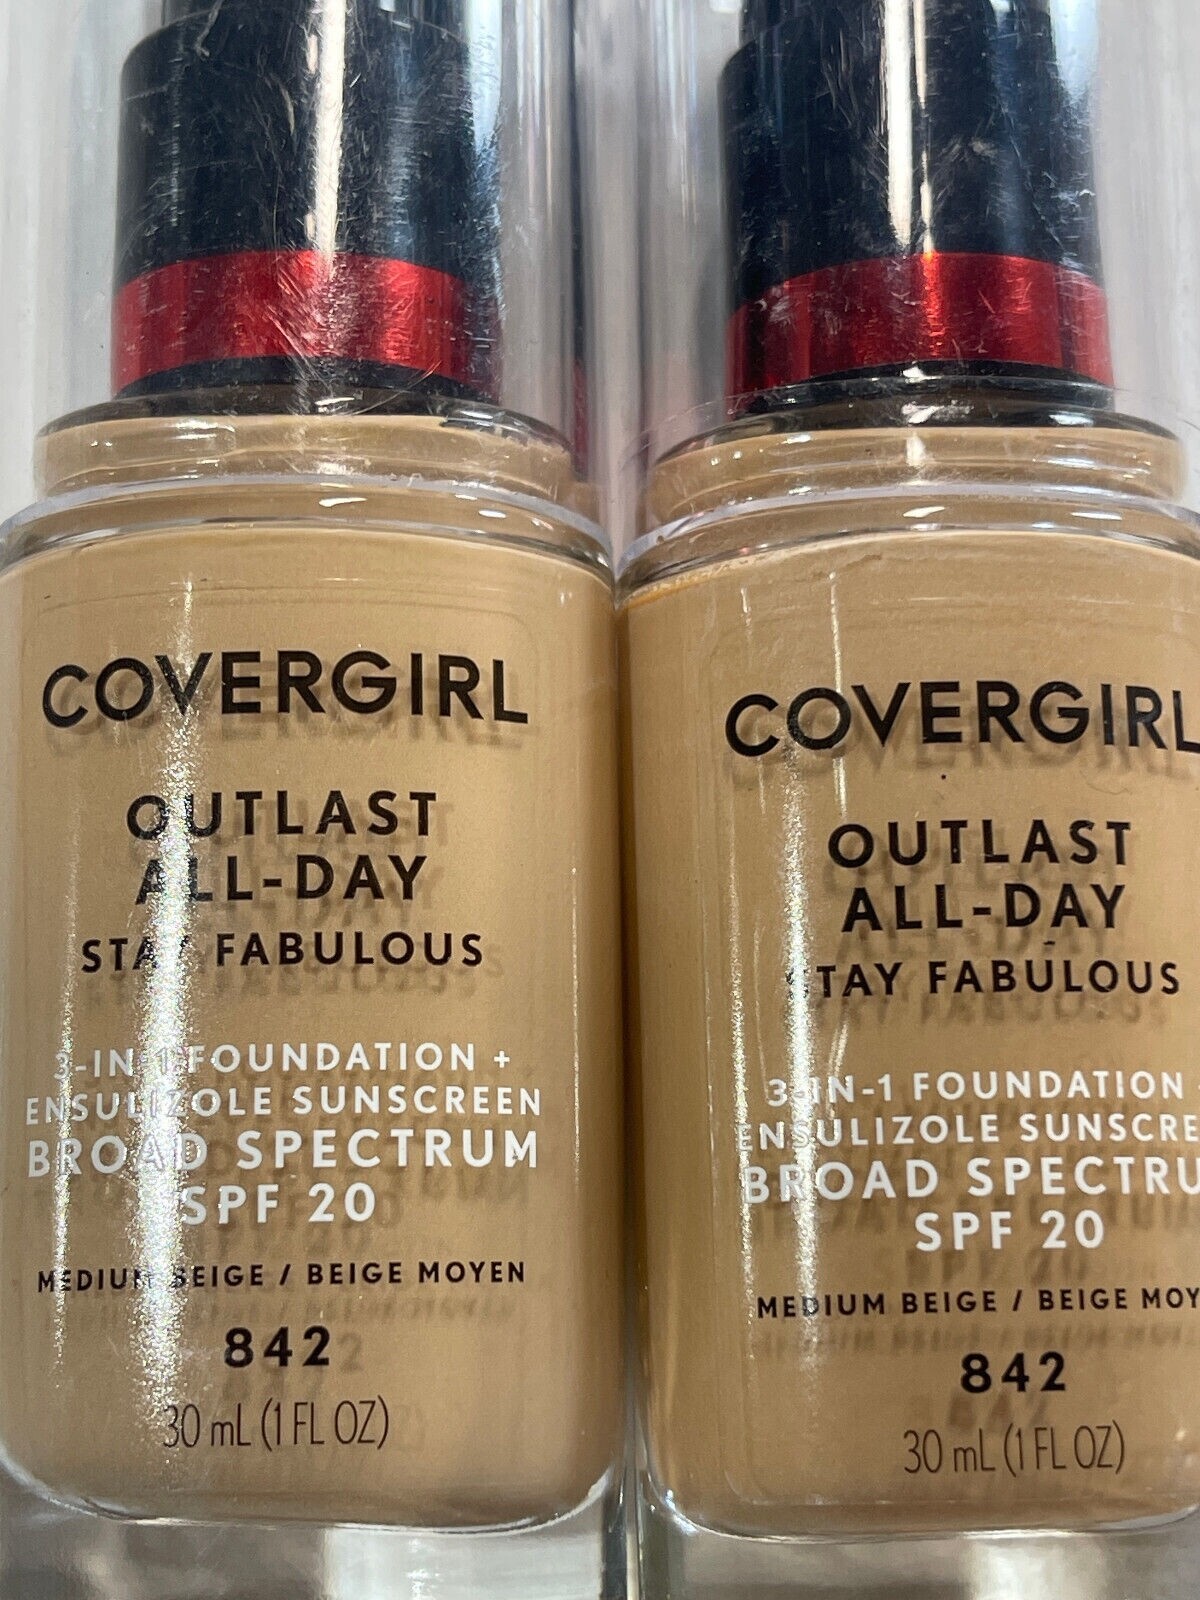 COVERGIRL
OUTLAST
ALL-DAY
STAY FABULOUS
3-IN-1 FOUNDATION +
ENSULIZOLE SUNSCREEN
BROAD SPECTRUM
SPF 20
MEDIUM BEIGE / BEIGE MOYEN
842
30 mL (1 FL OZ)
COVERGIRL
OUTLAST
ALL-DAY
STAY FABULOUS
3-IN-1 FOUNDATION
ENSULIZOLE SUNSCRE
BROAD SPECTRU
SPF 20
MEDIUM BEIGE / BEIGE MOY
842
30 mL (1 FL OZ)